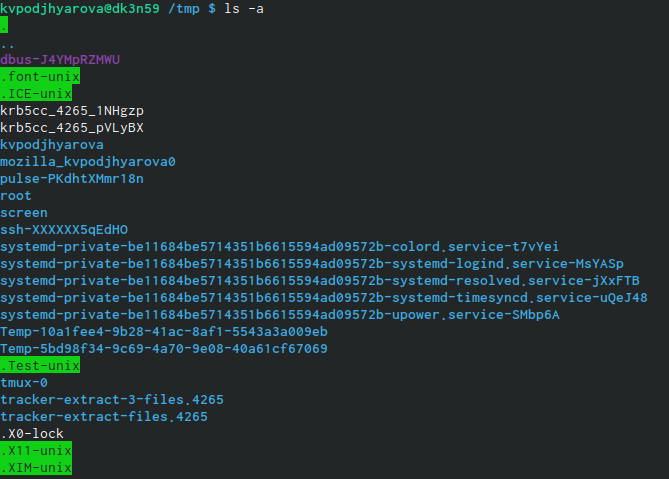 kvpodjhyarova@dk3n59 /tmp $ ls -a
.
..
dbus-J4YMpRZMWU
.font-unix
.ICE-unix
krb5cc_4265_1NHgzp
krb5cc_4265_pVLyBX
kvpodjhyarova
mozilla_kvpodjhyarova0
pulse-PKdhtXMmr18n
root
screen
ssh-XXXXXX5qEdHO
systemd-private-be11684be5714351b6615594ad09572b-colord.service-t7vYei
systemd-private-be11684be5714351b6615594ad09572b-systemd-logind.service-MsYASp
systemd-private-be11684be5714351b6615594ad09572b-systemd-resolved.service-jXxFTB
systemd-private-be11684be5714351b6615594ad09572b-systemd-timesyncd.service-uQeJ48
systemd-private-be11684be5714351b6615594ad09572b-upower.service-SMbp6A
Temp-10a1fee4-9b28-41ac-8af1-5543a3a009eb
Temp-5bd98f34-9c69-4a70-9e08-40a61cf67069
.Test-unix
tmux-0
tracker-extract-3-files.4265
tracker-extract-files.4265
.X0-lock
.X11-unix
.XIM-unix